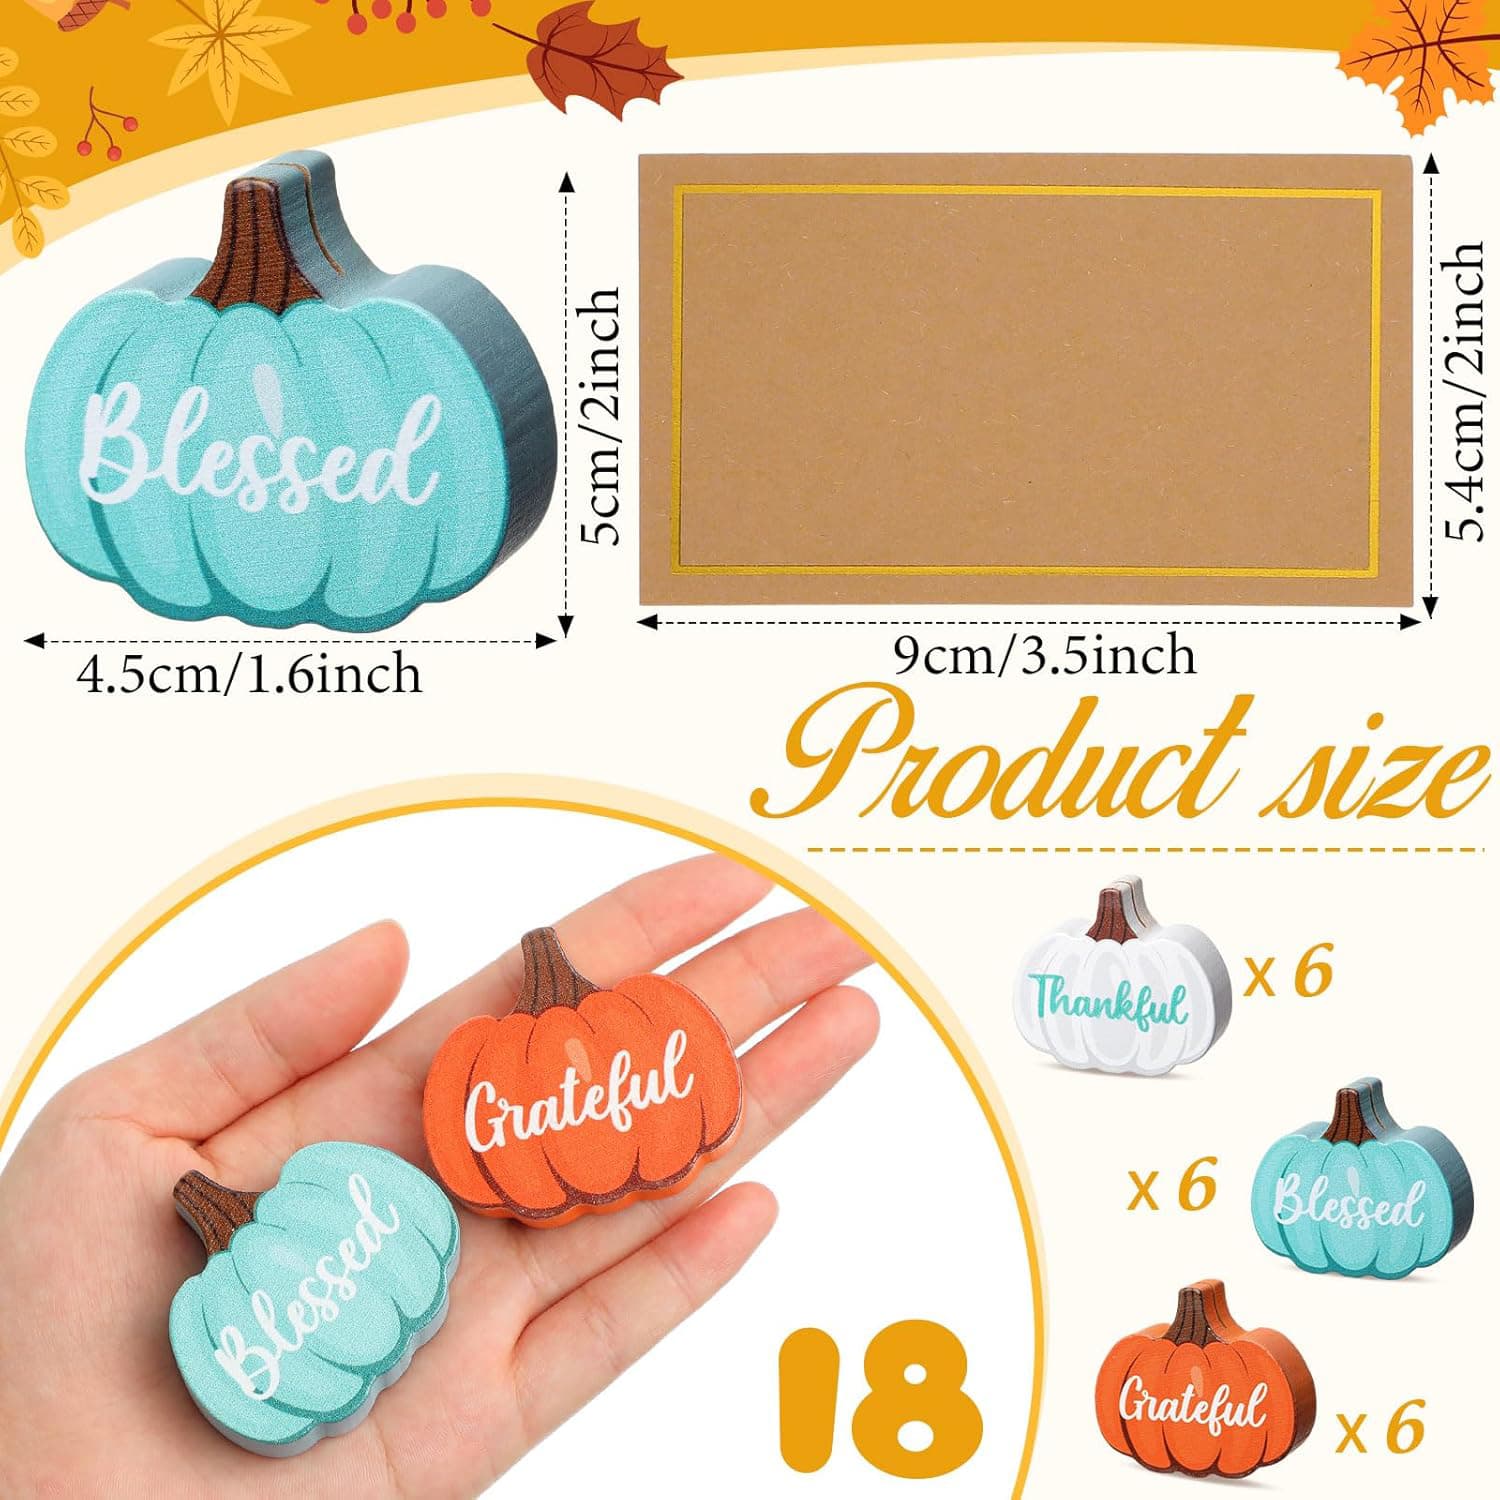 Blessed
5cm/2inch
4.5cm/1.6inch
5.4cm/2inch
9cm/3.5inch
Product size
Thankful
x 6
x 6
Blessed
Grateful
x 6
Grateful
Blessed
18